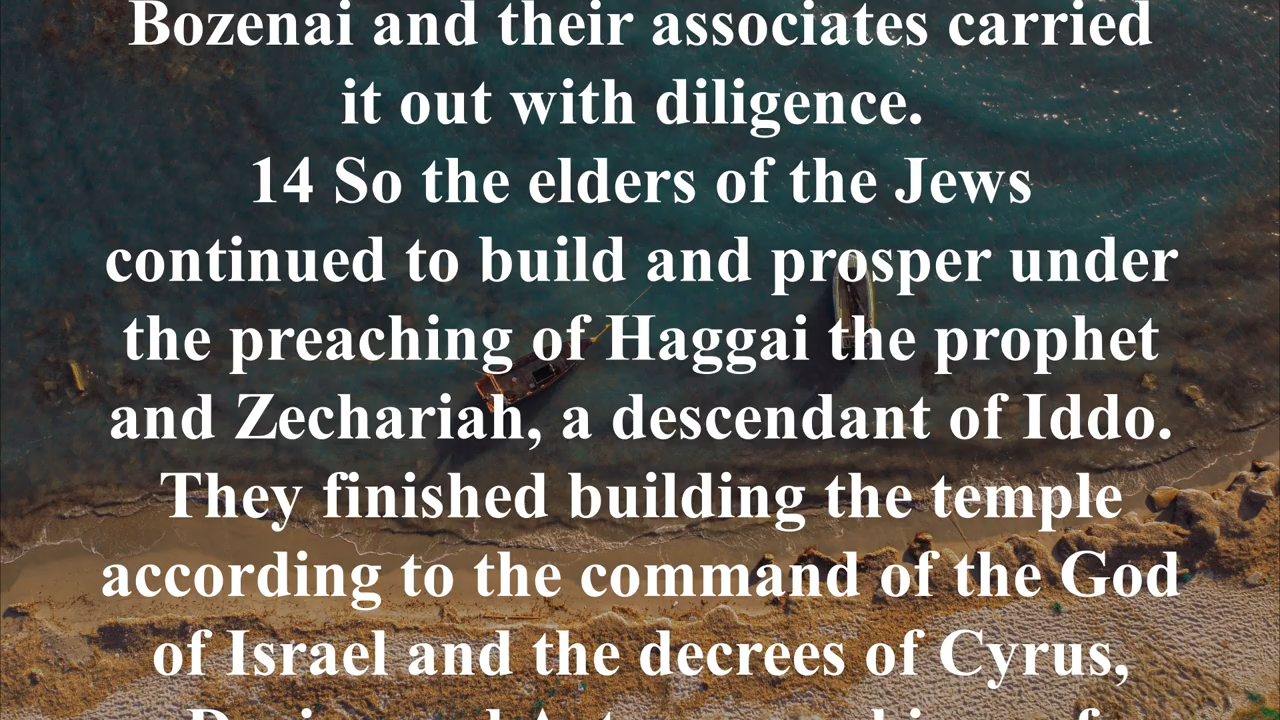 Bozenai and their associates carried
it out with diligence.
14 So the elders of the Jews
continued to build and prosper under
the preaching of Haggai the prophet
and Zechariah, a descendant of Iddo.
They finished building the temple
according to the command of the God
of Israel and the decrees of Cyrus,